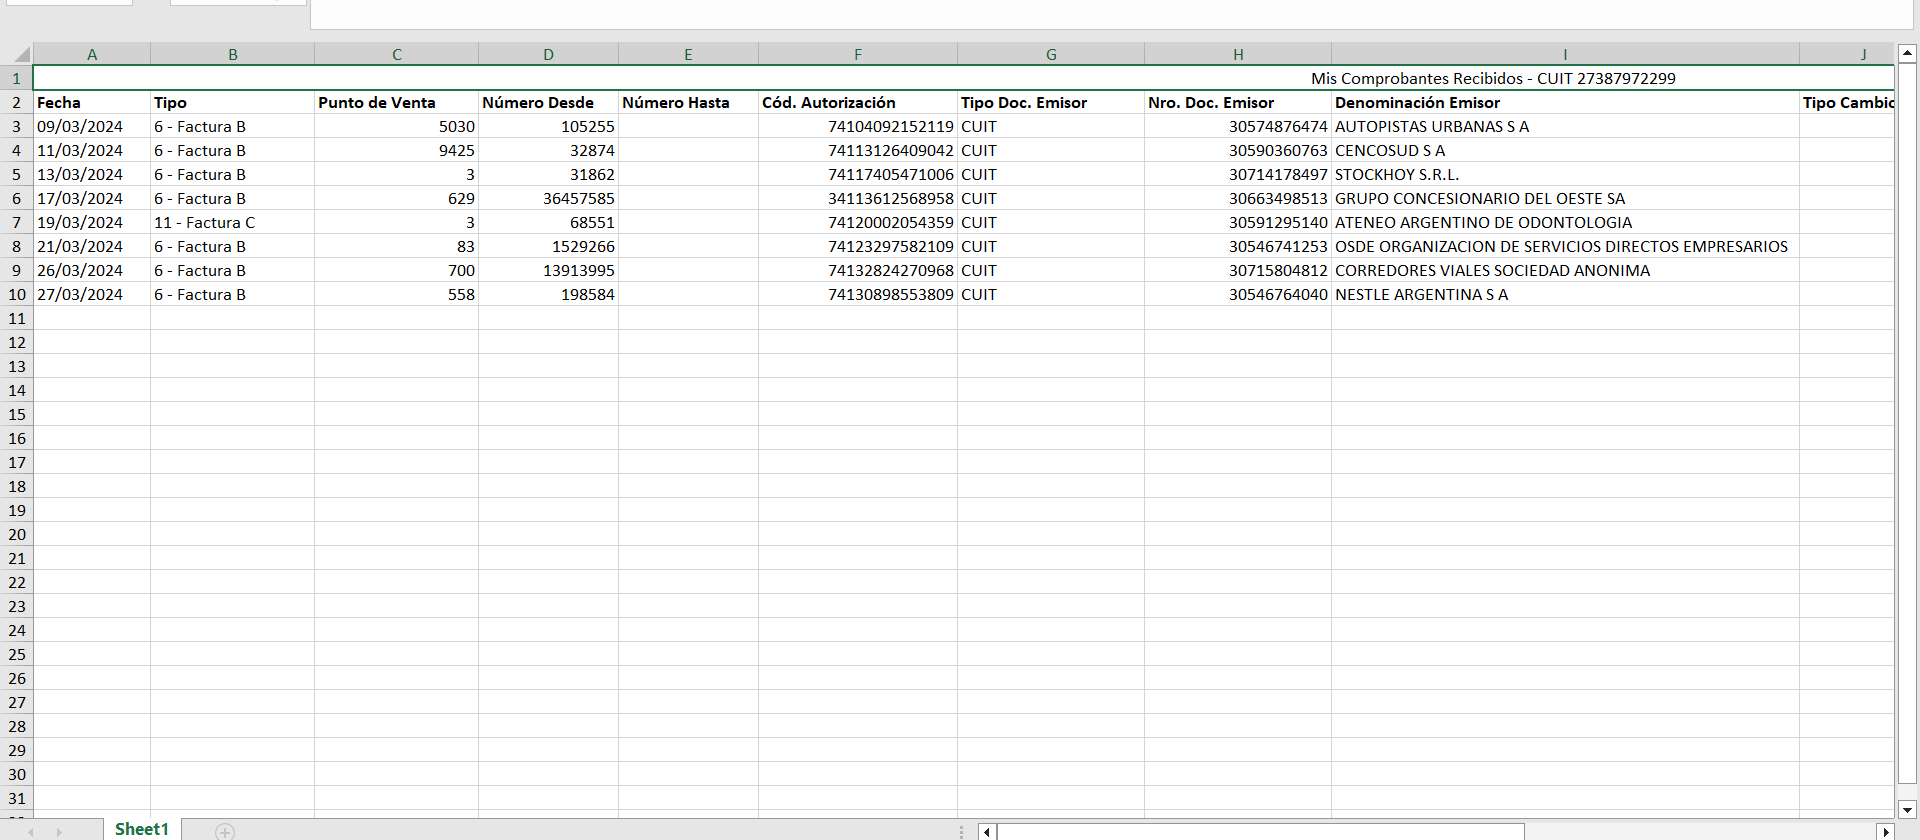 A B C D E F G H I J
1 Mis Comprobantes Recibidos - CUIT 27387972299
2 Fecha Tipo Punto de Venta Número Desde Número Hasta Cód. Autorización Tipo Doc. Emisor Nro. Doc. Emisor Denominación Emisor Tipo Cambio
3 09/03/2024 6 - Factura B 5030 105255 74104092152119 CUIT 30574876474 AUTOPISTAS URBANAS S A
4 11/03/2024 6 - Factura B 9425 32874 74113126409042 CUIT 30590360763 CENCOSUD S A
5 13/03/2024 6 - Factura B 3 31862 74117405471006 CUIT 30714178497 STOCKHOY S.R.L.
6 17/03/2024 6 - Factura B 629 36457585 34113612568958 CUIT 30663498513 GRUPO CONCESIONARIO DEL OESTE SA
7 19/03/2024 11 - Factura C 3 68551 74120002054359 CUIT 30591295140 ATENEO ARGENTINO DE ODONTOLOGIA
8 21/03/2024 6 - Factura B 83 1529266 74123297582109 CUIT 30546741253 OSDE ORGANIZACION DE SERVICIOS DIRECTOS EMPRESARIOS
9 26/03/2024 6 - Factura B 700 13913995 74132824270968 CUIT 30715804812 CORREDORES VIALES SOCIEDAD ANONIMA
10 27/03/2024 6 - Factura B 558 198584 74130898553809 CUIT 30546764040 NESTLE ARGENTINA S A
11
12
13
14
15
16
17
18
19
20
21
22
23
24
25
26
27
28
29
30
31
Sheet1